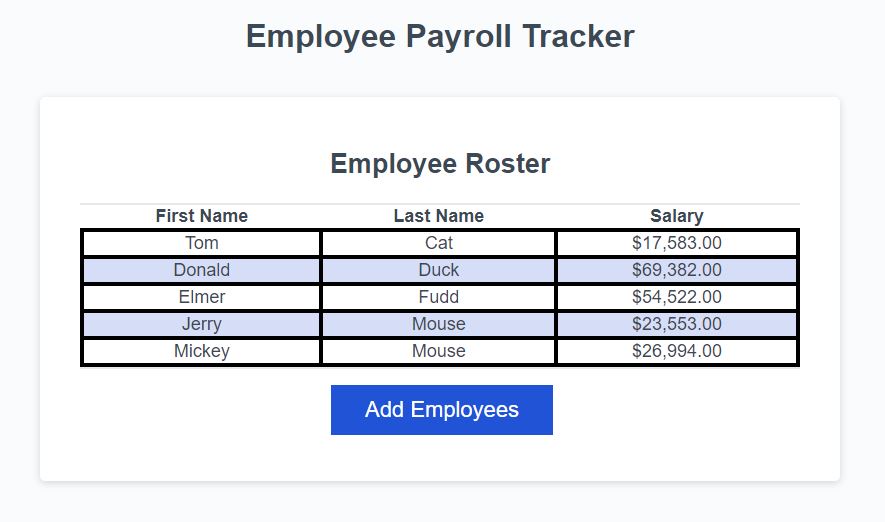 Employee Payroll Tracker
Employee Roster
First Name Last Name Salary
Tom Cat $17,583.00
Donald Duck $69,382.00
Elmer Fudd $54,522.00
Jerry Mouse $23,553.00
Mickey Mouse $26,994.00
Add Employees